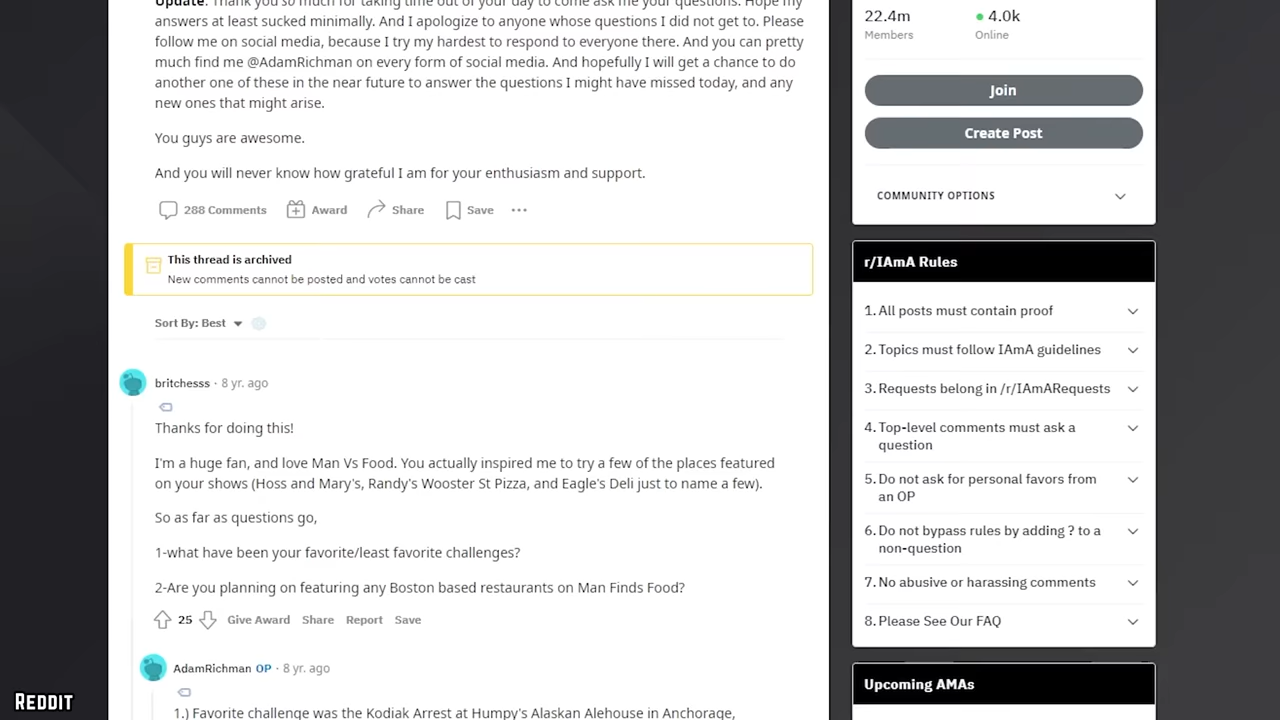 Update: Thank you so much for taking time out of your day to come ask me your questions. Hope my
answers at least sucked minimally. And I apologize to anyone whose questions I did not get to. Please
follow me on social media, because I try my hardest to respond to everyone there. And you can pretty
much find me @AdamRichman on every form of social media. And hopefully I will get a chance to do
another one of these in the near future to answer the questions I might have missed today, and any
new ones that might arise.
You guys are awesome.
And you will never know how grateful I am for your enthusiasm and support.
288 Comments Award Share Save
This thread is archived
New comments cannot be posted and votes cannot be cast
Sort By: Best
britchesss · 8 yr. ago
Thanks for doing this!
I'm a huge fan, and love Man Vs Food. You actually inspired me to try a few of the places featured
on your shows (Hoss and Mary's, Randy's Wooster St Pizza, and Eagle's Deli just to name a few).
So as far as questions go,
1-what have been your favorite/least favorite challenges?
2-Are you planning on featuring any Boston based restaurants on Man Finds Food?
25 Give Award Share Report Save
AdamRichman OP · 8 yr. ago
1.) Favorite challenge was the Kodiak Arrest at Humpy's Alaskan Alehouse in Anchorage,
22.4m 4.0k
Members Online
Join
Create Post
COMMUNITY OPTIONS
r/IAmA Rules
1. All posts must contain proof
2. Topics must follow IAmA guidelines
3. Requests belong in /r/IAmARequests
4. Top-level comments must ask a
question
5. Do not ask for personal favors from
an OP
6. Do not bypass rules by adding ? to a
non-question
7. No abusive or harassing comments
8. Please See Our FAQ
Upcoming AMAs
REDDIT